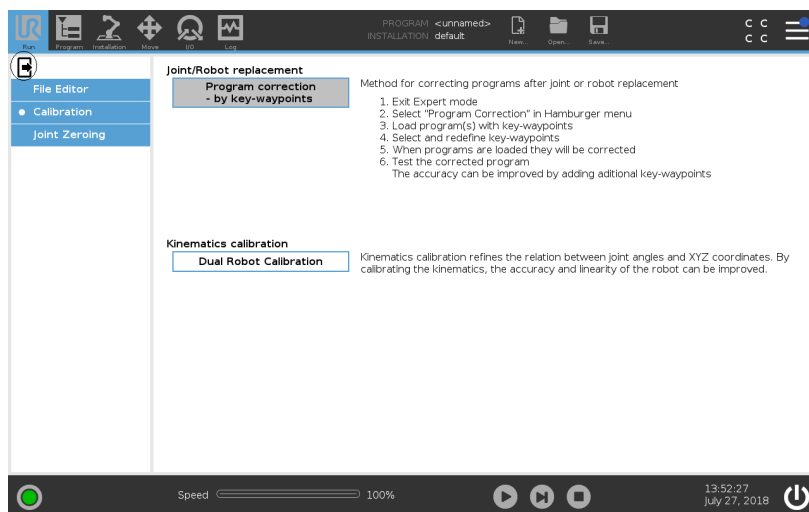 PROGRAM <unnamed>
INSTALLATION default
UR
Run
Program
Installation
Move
I/O
Log
New...
Open...
Save...
C C
C C
File Editor
Calibration
Joint Zeroing
Joint/Robot replacement
Program correction
- by key-waypoints
Method for correcting programs after joint or robot replacement
1. Exit Expert mode
2. Select "Program Correction" in Hamburger menu
3. Load program(s) with key-waypoints
4. Select and redefine key-waypoints
5. When programs are loaded they will be corrected
6. Test the corrected program
The accuracy can be improved by adding aditional key-waypoints
Kinematics calibration
Dual Robot Calibration
Kinematics calibration refines the relation between joint angles and XYZ coordinates. By
calibrating the kinematics, the accuracy and linearity of the robot can be improved.
Speed
100%
13:52:27
July 27, 2018